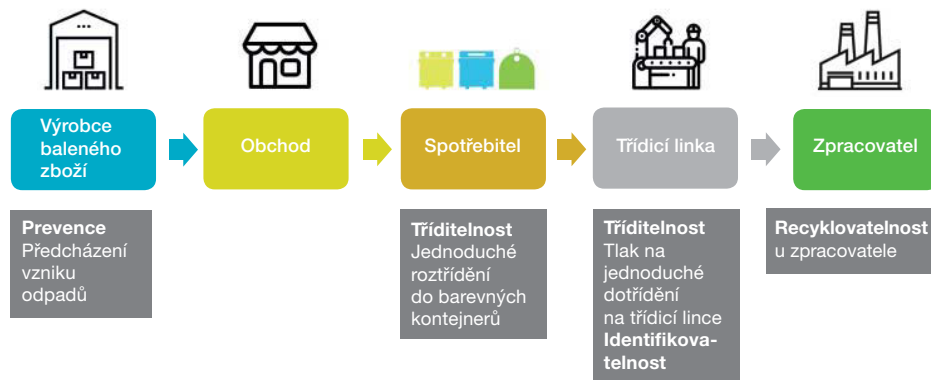 Výrobce
baleného
zboží
Obchod
Spotřebitel
Třídicí linka
Zpracovatel
Prevence
Předcházení
vzniku
odpadů
Tříditelnost
Jednoduché
roztřídění
do barevných
kontejnerů
Tříditelnost
Tlak na
jednoduché
dotřídění
na třídicí lince
Identifikova-
telnost
Recyklovatelnost
u zpracovatele